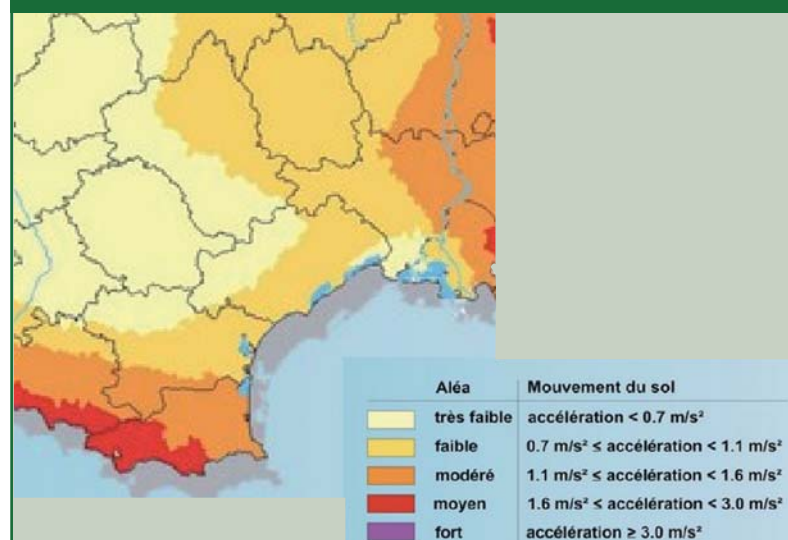 Aléa Mouvement du sol
très faible accélération < 0.7 m/s²
faible 0.7 m/s² ≤ accélération < 1.1 m/s²
modéré 1.1 m/s² ≤ accélération < 1.6 m/s²
moyen 1.6 m/s² ≤ accélération < 3.0 m/s²
fort accélération ≥ 3.0 m/s²